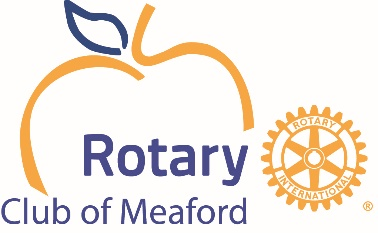 Rotary
Club of Meaford
ROTARY
INTERNATIONAL
®